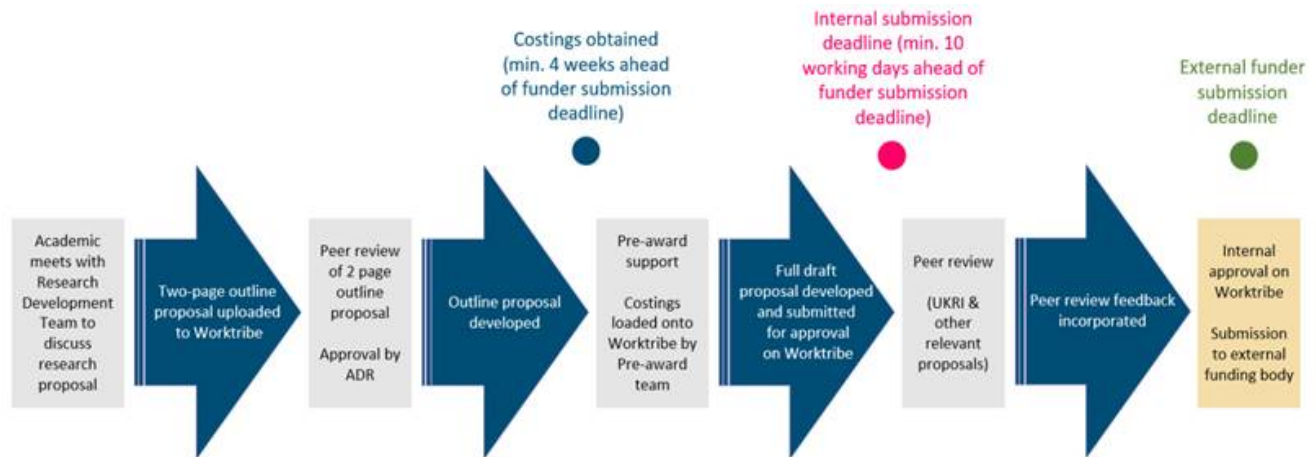 Costings obtained
(min. 4 weeks ahead
of funder submission
deadline)
Internal submission
deadline (min. 10
working days ahead of
funder submission
deadline)
External funder
submission
deadline
Academic
meets with
Research
Development
Team to
discuss
research
proposal
Two-page outline
proposal uploaded
to Worktribe
Peer review
of 2 page
outline
proposal
Approval by
ADR
Outline proposal
developed
Pre-award
support
Costings
loaded onto
Worktribe by
Pre-award
team
Full draft
proposal developed
and submitted
for approval
on Worktribe
Peer review
(UKRI &
other
relevant
proposals)
Peer review feedback
incorporated
Internal
approval on
Worktribe
Submission
to external
funding body